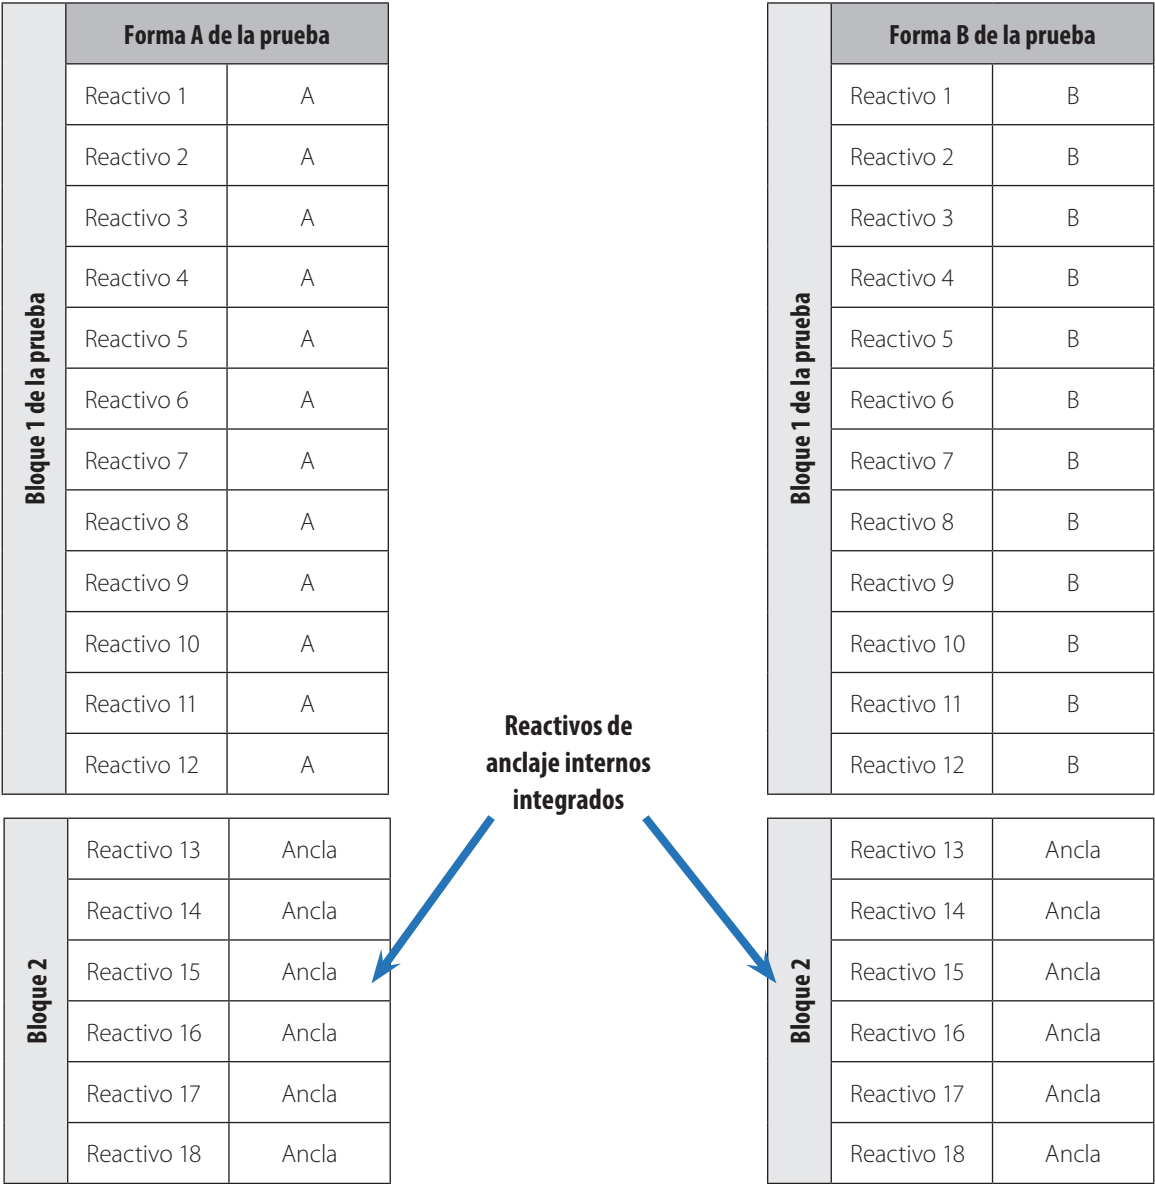 Forma A de la prueba
Bloque 1 de la prueba
Reactivo 1 A
Reactivo 2 A
Reactivo 3 A
Reactivo 4 A
Reactivo 5 A
Reactivo 6 A
Reactivo 7 A
Reactivo 8 A
Reactivo 9 A
Reactivo 10 A
Reactivo 11 A
Reactivo 12 A
Bloque 2
Reactivo 13 Ancla
Reactivo 14 Ancla
Reactivo 15 Ancla
Reactivo 16 Ancla
Reactivo 17 Ancla
Reactivo 18 Ancla
Reactivos de
anclaje internos
integrados
Forma B de la prueba
Bloque 1 de la prueba
Reactivo 1 B
Reactivo 2 B
Reactivo 3 B
Reactivo 4 B
Reactivo 5 B
Reactivo 6 B
Reactivo 7 B
Reactivo 8 B
Reactivo 9 B
Reactivo 10 B
Reactivo 11 B
Reactivo 12 B
Bloque 2
Reactivo 13 Ancla
Reactivo 14 Ancla
Reactivo 15 Ancla
Reactivo 16 Ancla
Reactivo 17 Ancla
Reactivo 18 Ancla